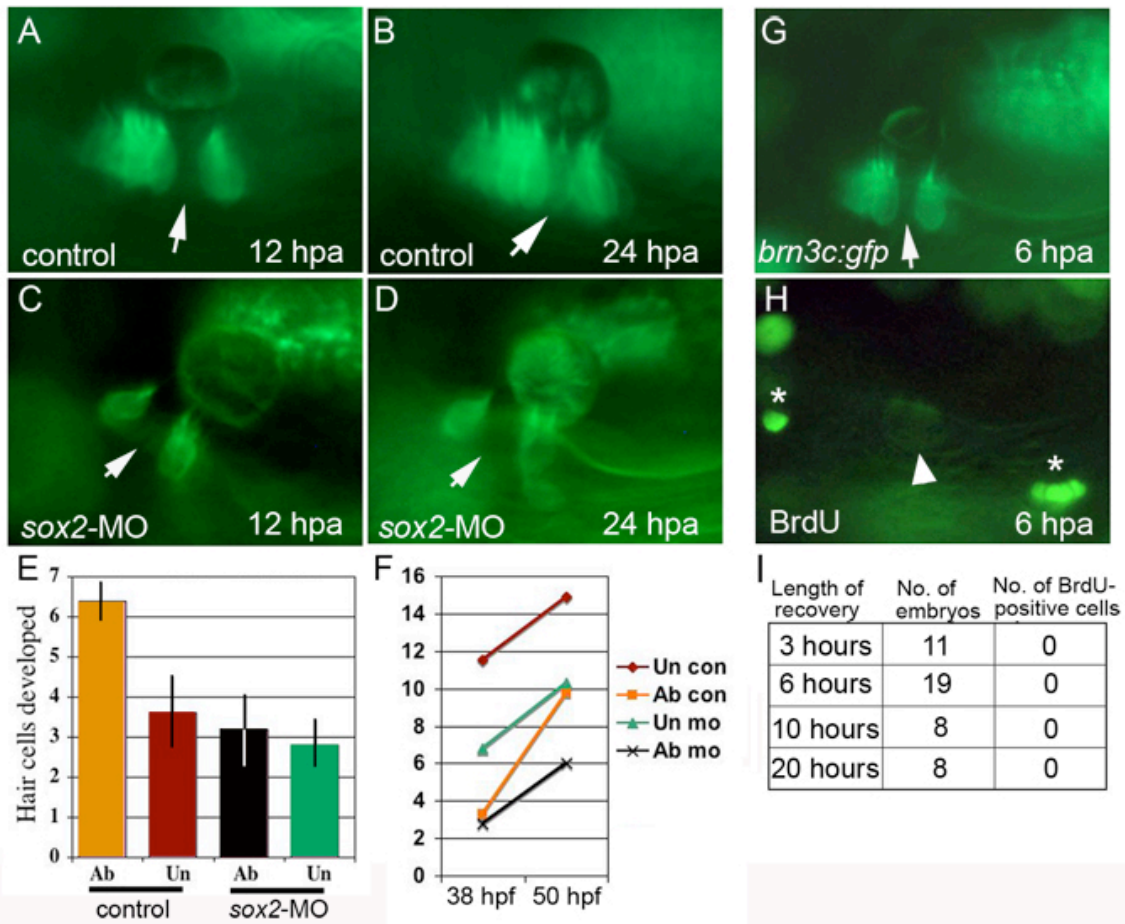 A
control
12 hpa
B
control
24 hpa
C
sox2-MO
12 hpa
D
sox2-MO
24 hpa
E
Hair cells developed
7
6
5
4
3
2
1
0
Ab Un Ab Un
control sox2-MO
F
16
14
12
10
8
6
4
2
0
38 hpf 50 hpf
Un con
Ab con
Un mo
Ab mo
G
brn3c:gfp
6 hpa
H
*
*
BrdU
6 hpa
I
Length of recovery No. of embryos No. of BrdU-positive cells
3 hours 11 0
6 hours 19 0
10 hours 8 0
20 hours 8 0